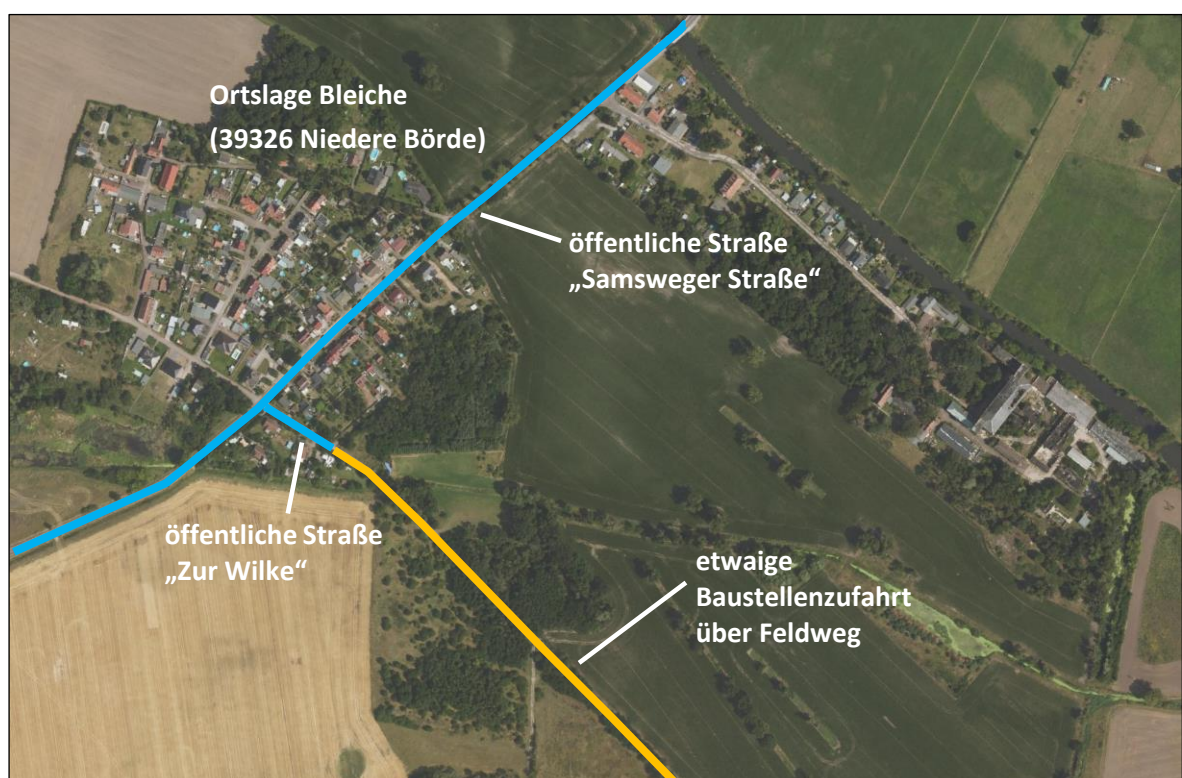 Ortslage Bleiche
(39326 Niedere Börde)
öffentliche Straße
„Samsweger Straße“
öffentliche Straße
„Zur Wilke“
etwaige
Baustellenzufahrt
über Feldweg